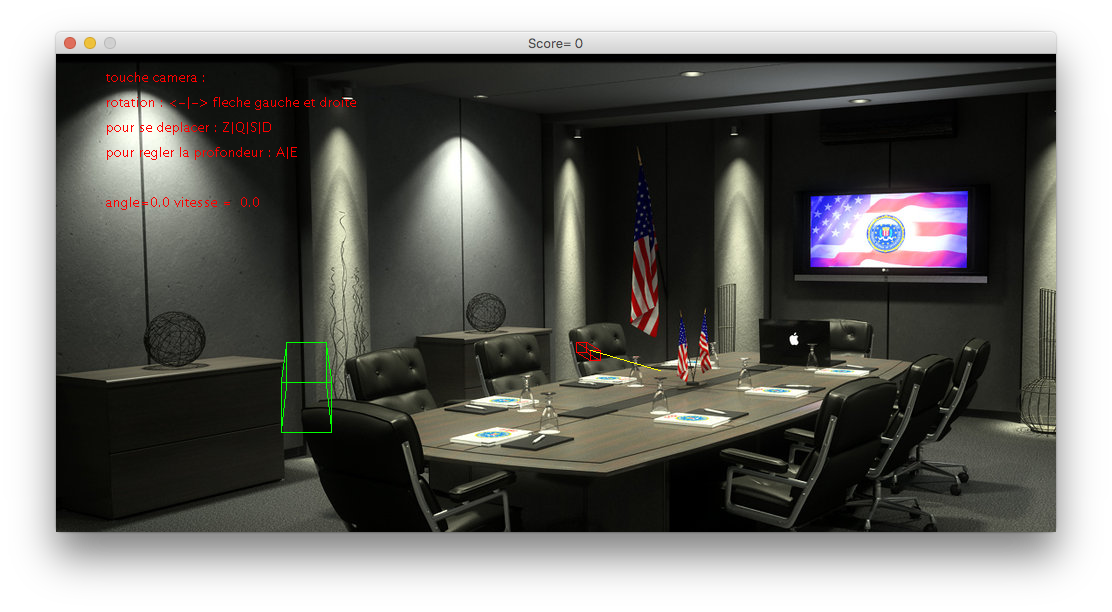 Score= 0
touche camera :
rotation : <-|-> fleche gauche et droite
pour se deplacer : Z|Q|S|D
pour regler la profondeur : A|E
angle=0.0 vitesse = 0.0